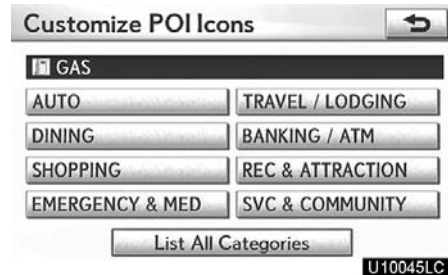 Customize POI Icons
GAS
AUTO TRAVEL / LODGING
DINING BANKING / ATM
SHOPPING REC & ATTRACTION
EMERGENCY & MED SVC & COMMUNITY
List All Categories
U10045LC